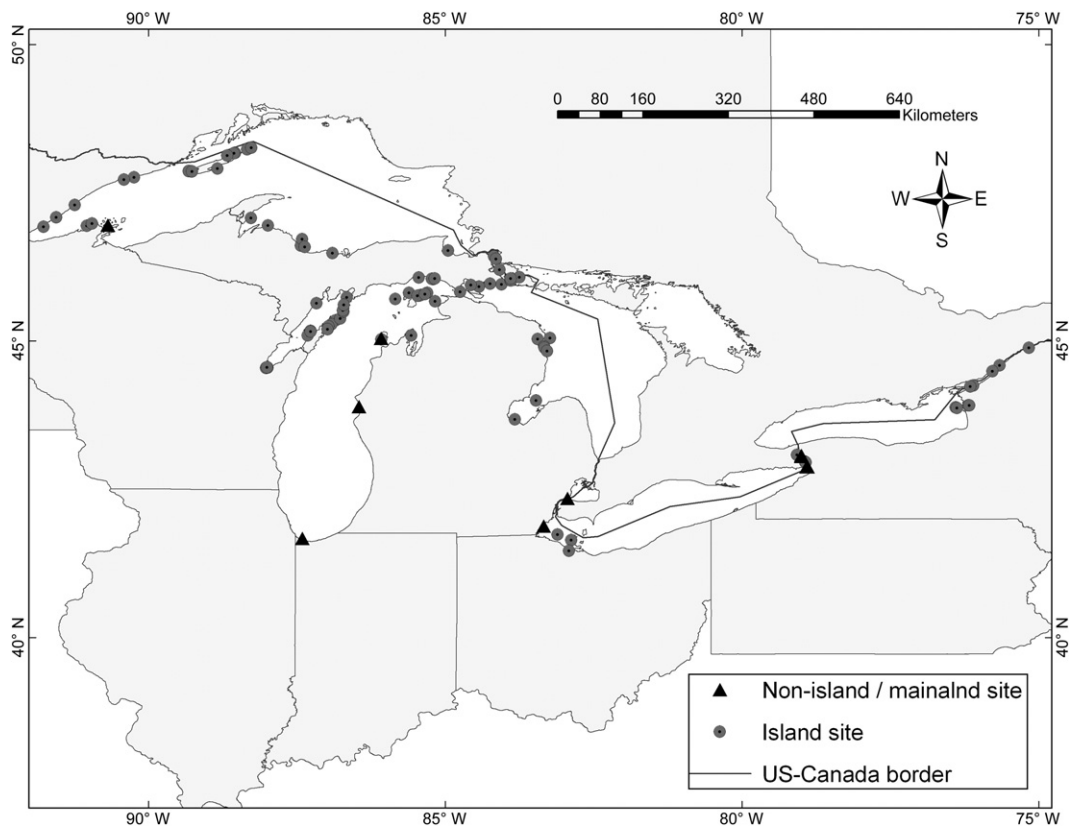 90° W 85° W 80° W 75° W
50° N 50° N
0 80 160 320 480 640
Kilometers
N
W E
S
45° N 45° N
40° N 40° N
Non-island / mainalnd site
Island site
US-Canada border
90° W 85° W 80° W 75° W